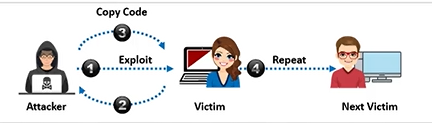 Copy Code
3
1 Exploit 4 Repeat
2
Attacker Victim Next Victim